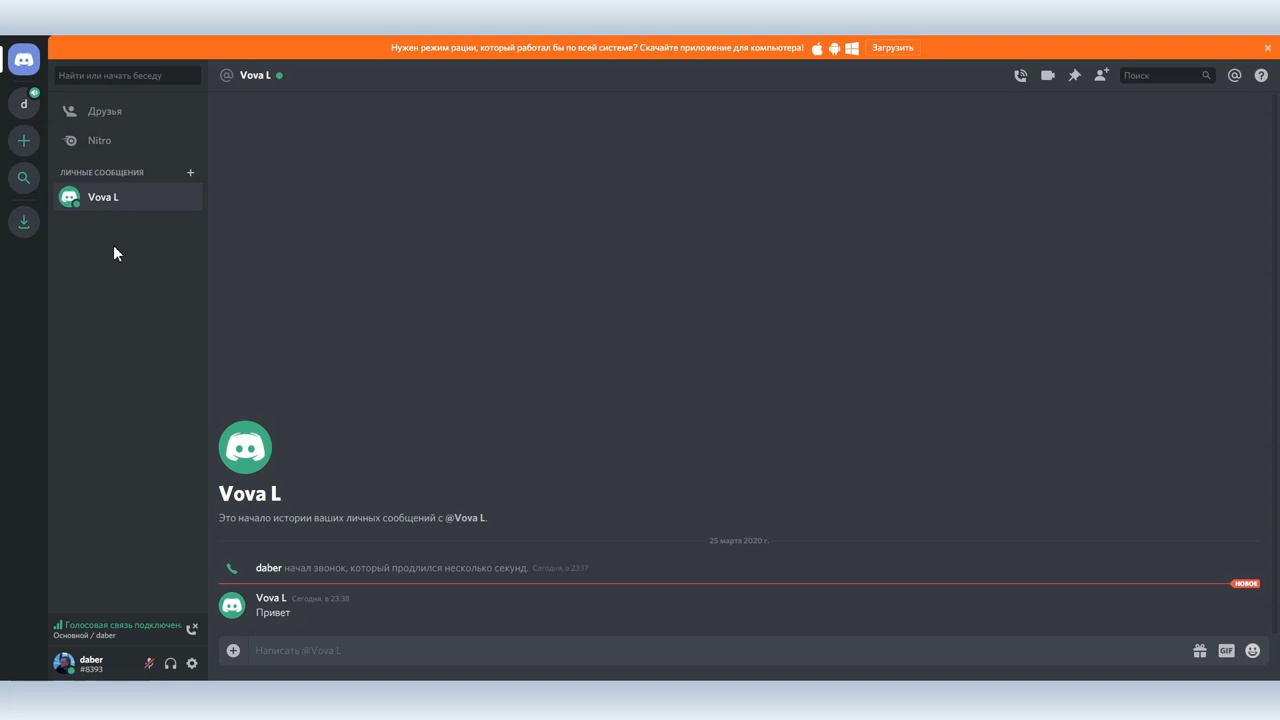 Нужен режим рации, который работал бы по всей системе? Скачайте приложение для компьютера! Загрузить
Найти или начать беседу
@ Vova L
Поиск
d
Друзья
Nitro
ЛИЧНЫЕ СООБЩЕНИЯ +
Vova L
Vova L
Это начало истории ваших личных сообщений с @Vova L.
25 марта 2020 г.
daber начал звонок, который продлился несколько секунд. Сегодня, в 23:37
НОВОЕ
Vova L Сегодня, в 23:38
Привет
Голосовая связь подключен
Основной / daber
Написать @Vova L
GIF
daber
#8393